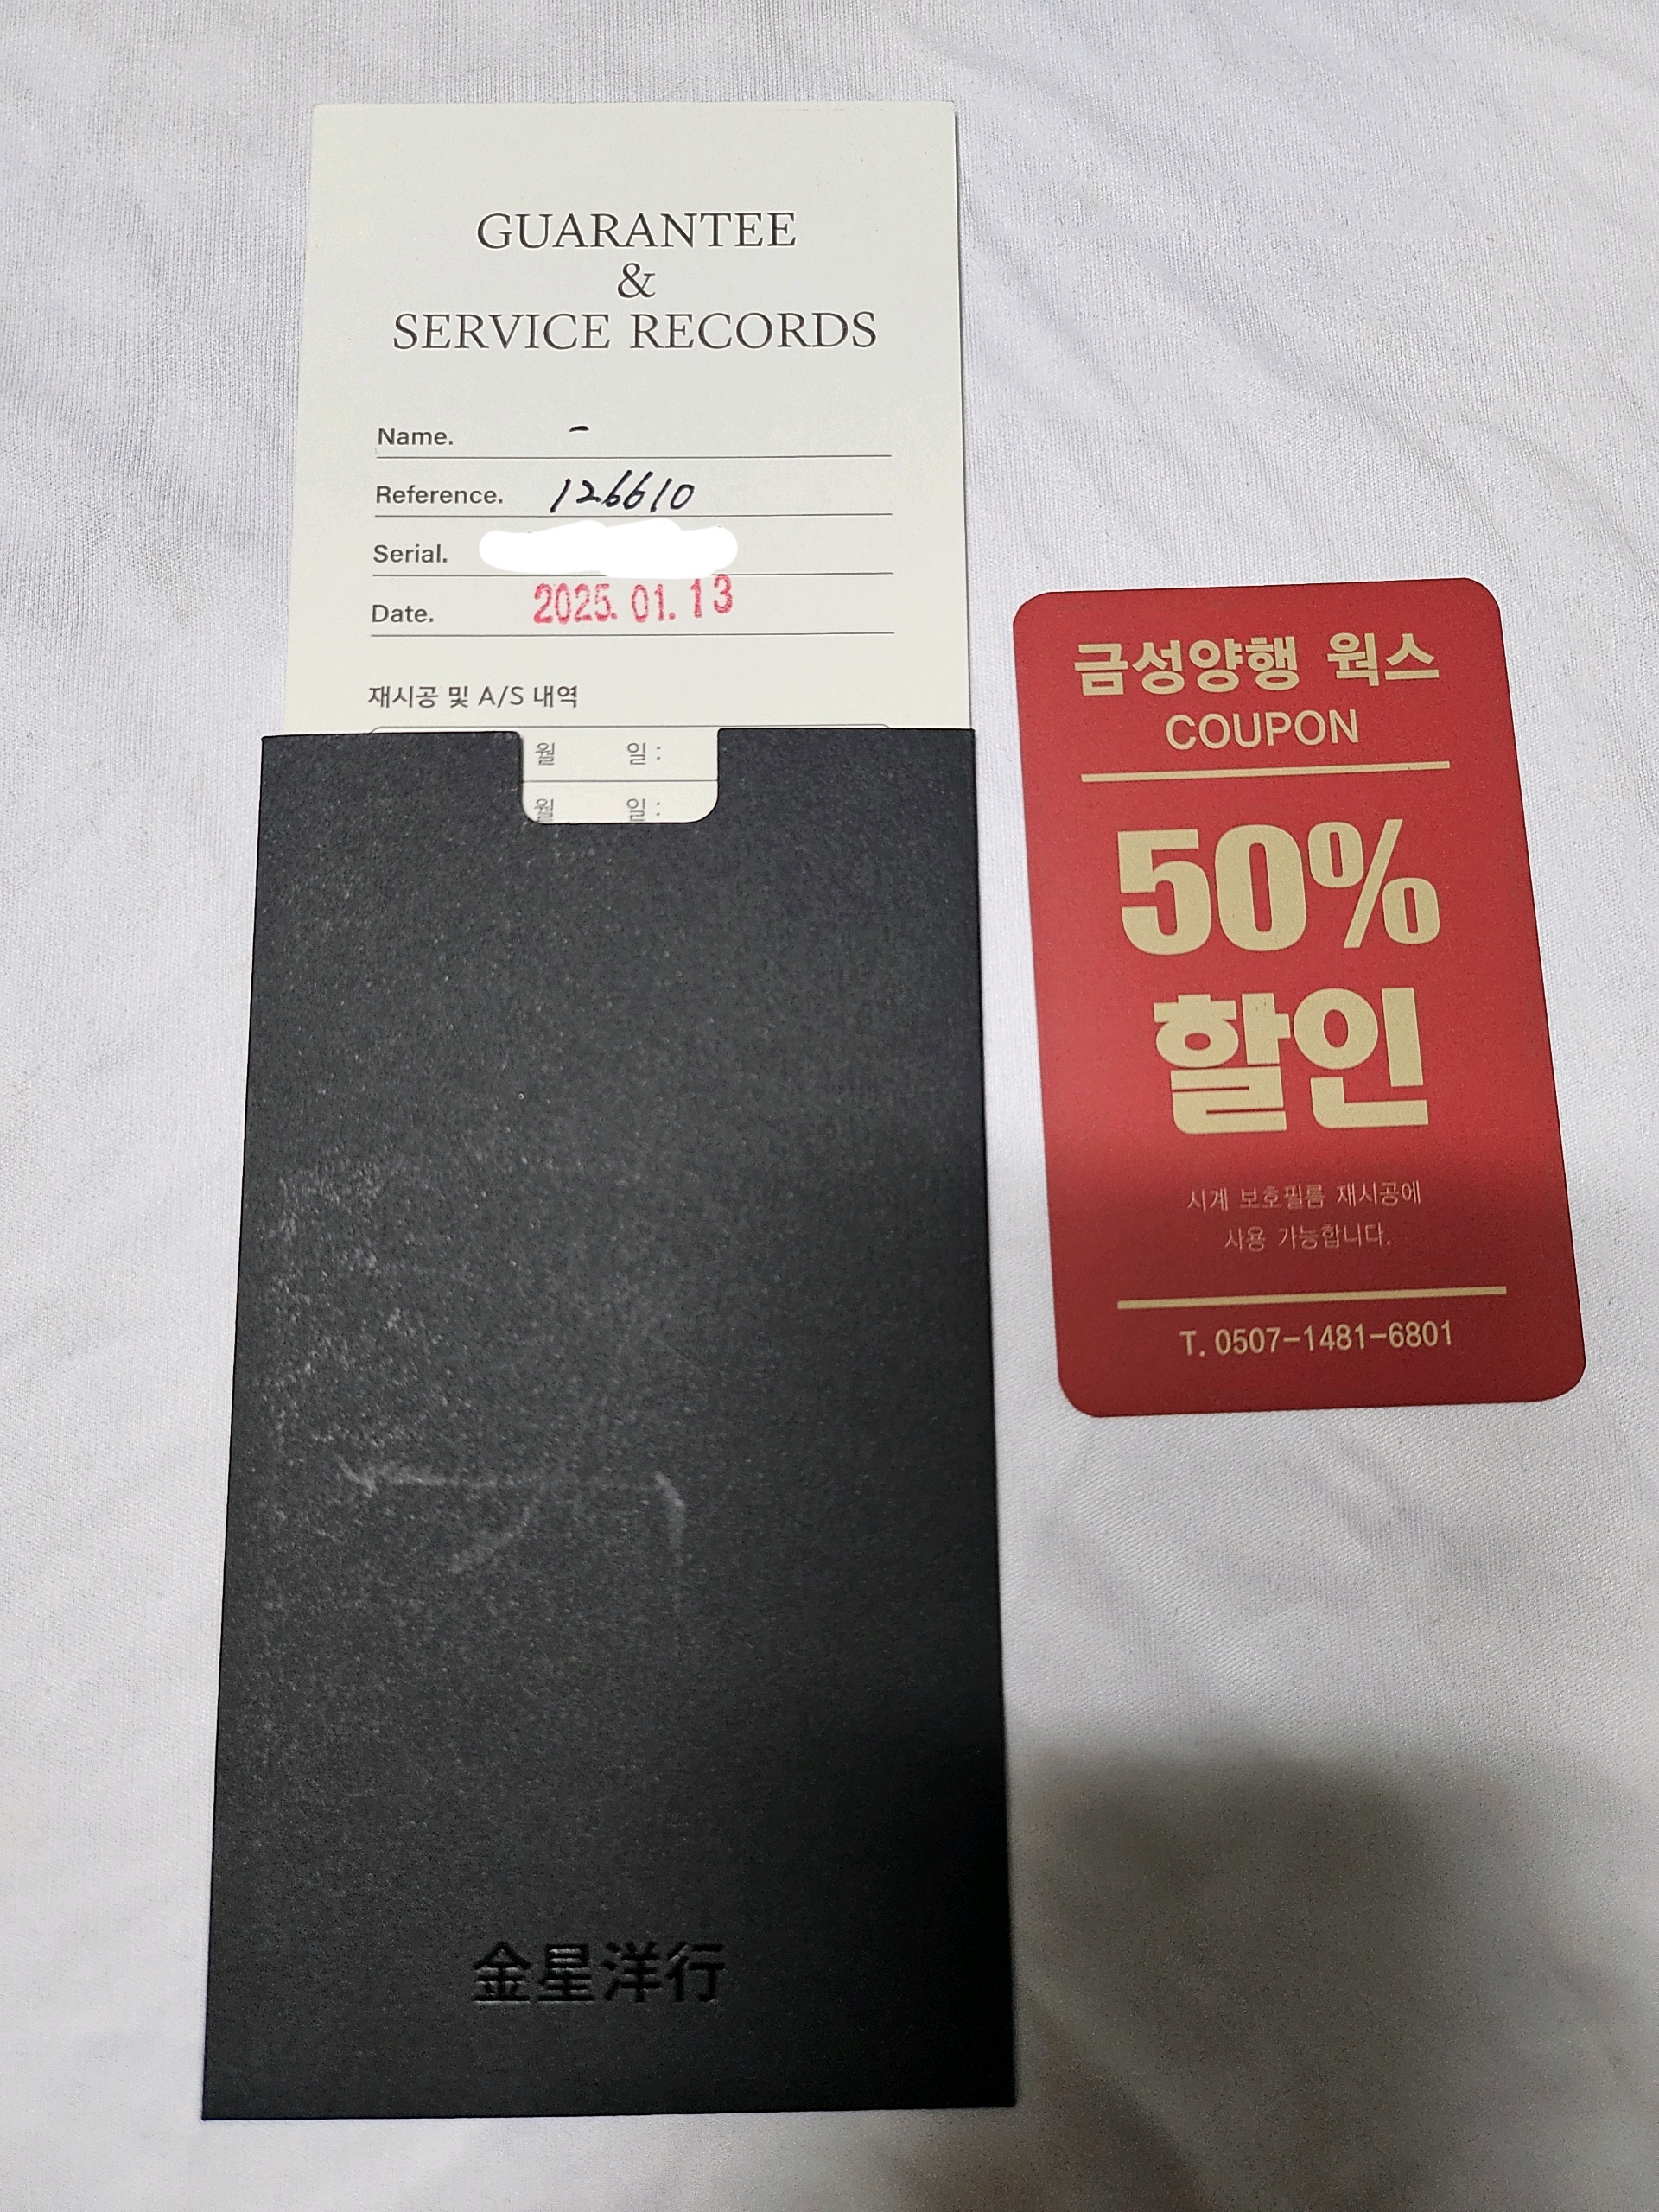 GUARANTEE
&
SERVICE RECORDS
Name. -
Reference. 126610
Serial.
Date. 2025. 01. 13
재시공 및 A/S 내역
월 일 :
월 일 :
金星洋行
금성양행 웍스
COUPON
50%
할인
시계 보호필름 재시공에
사용 가능합니다.
T. 0507-1481-6801